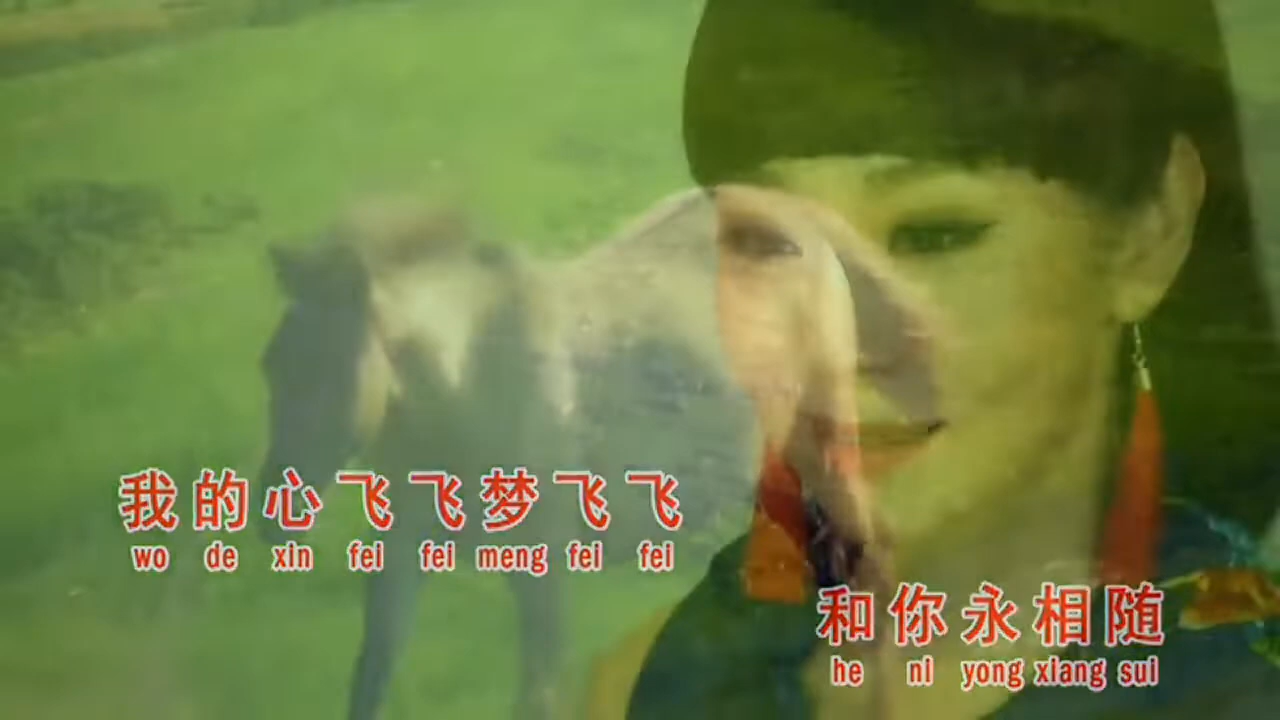 我的心飞飞梦飞飞
wo de xin fei fei meng fei fei
和你永相随
he ni yong xiang sui